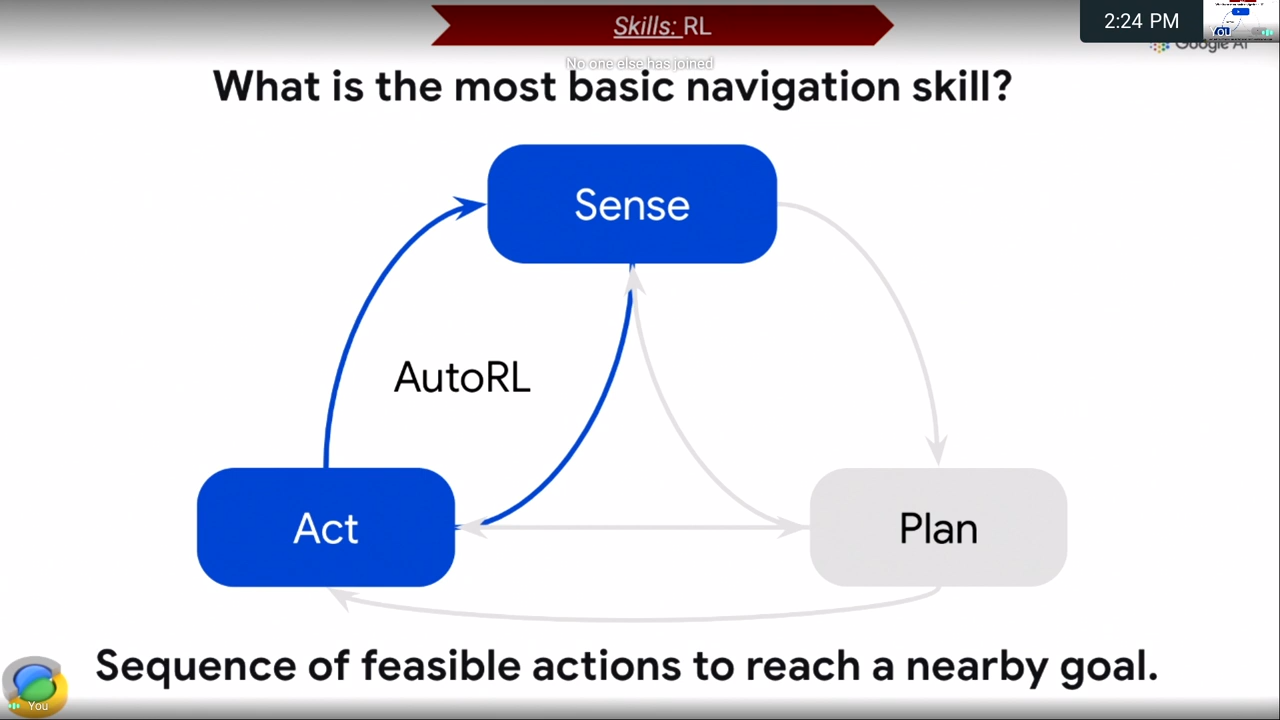 Skills: RL
2:24 PM
You
Google AI
No one else has joined
What is the most basic navigation skill?
Sense
AutoRL
Act
Plan
Sequence of feasible actions to reach a nearby goal.
You